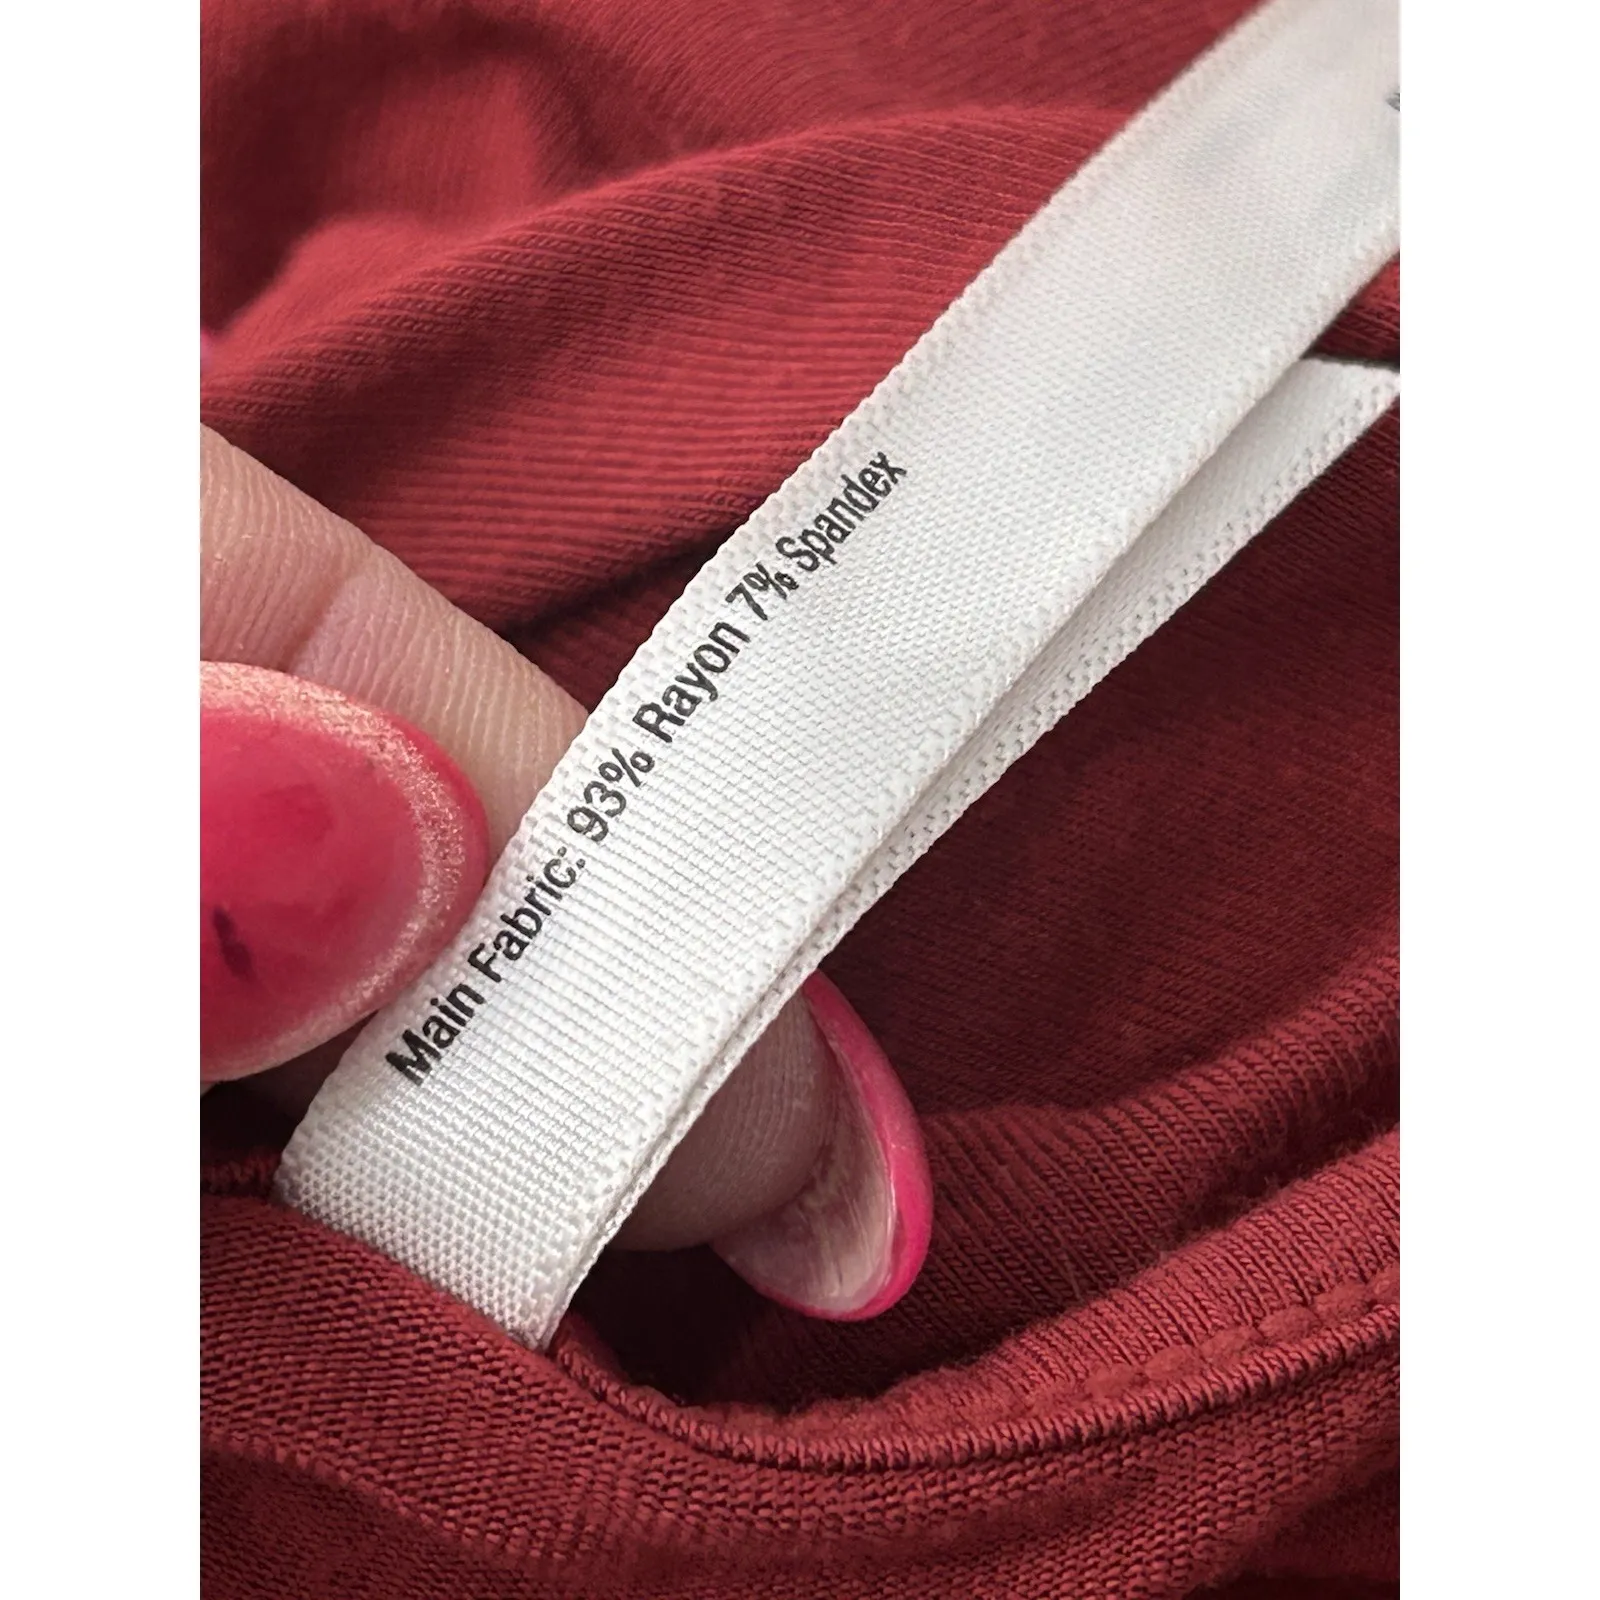 Main Fabric: 93% Rayon 7% Spandex